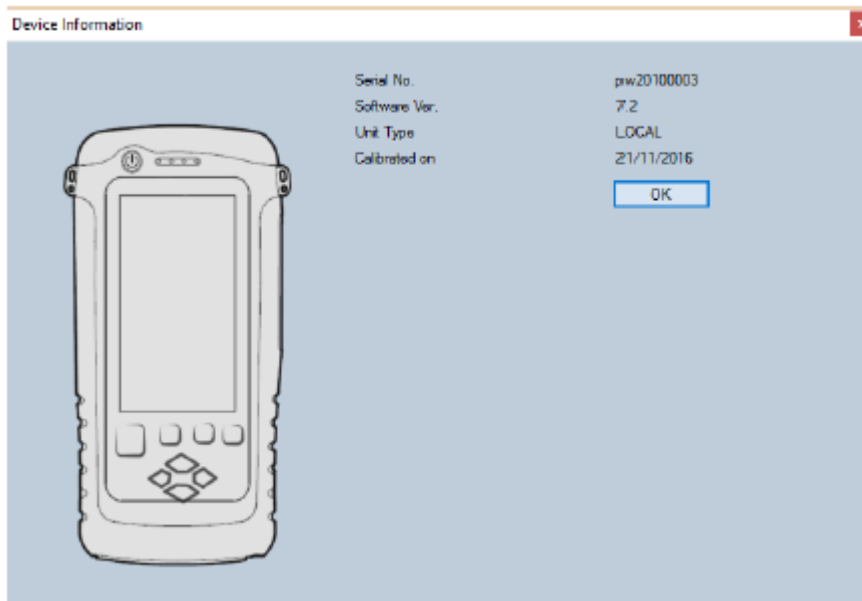 Device Information
Serial No. pw20100003
Software Ver. 7.2
Unit Type LOCAL
Calibrated on 21/11/2016
OK